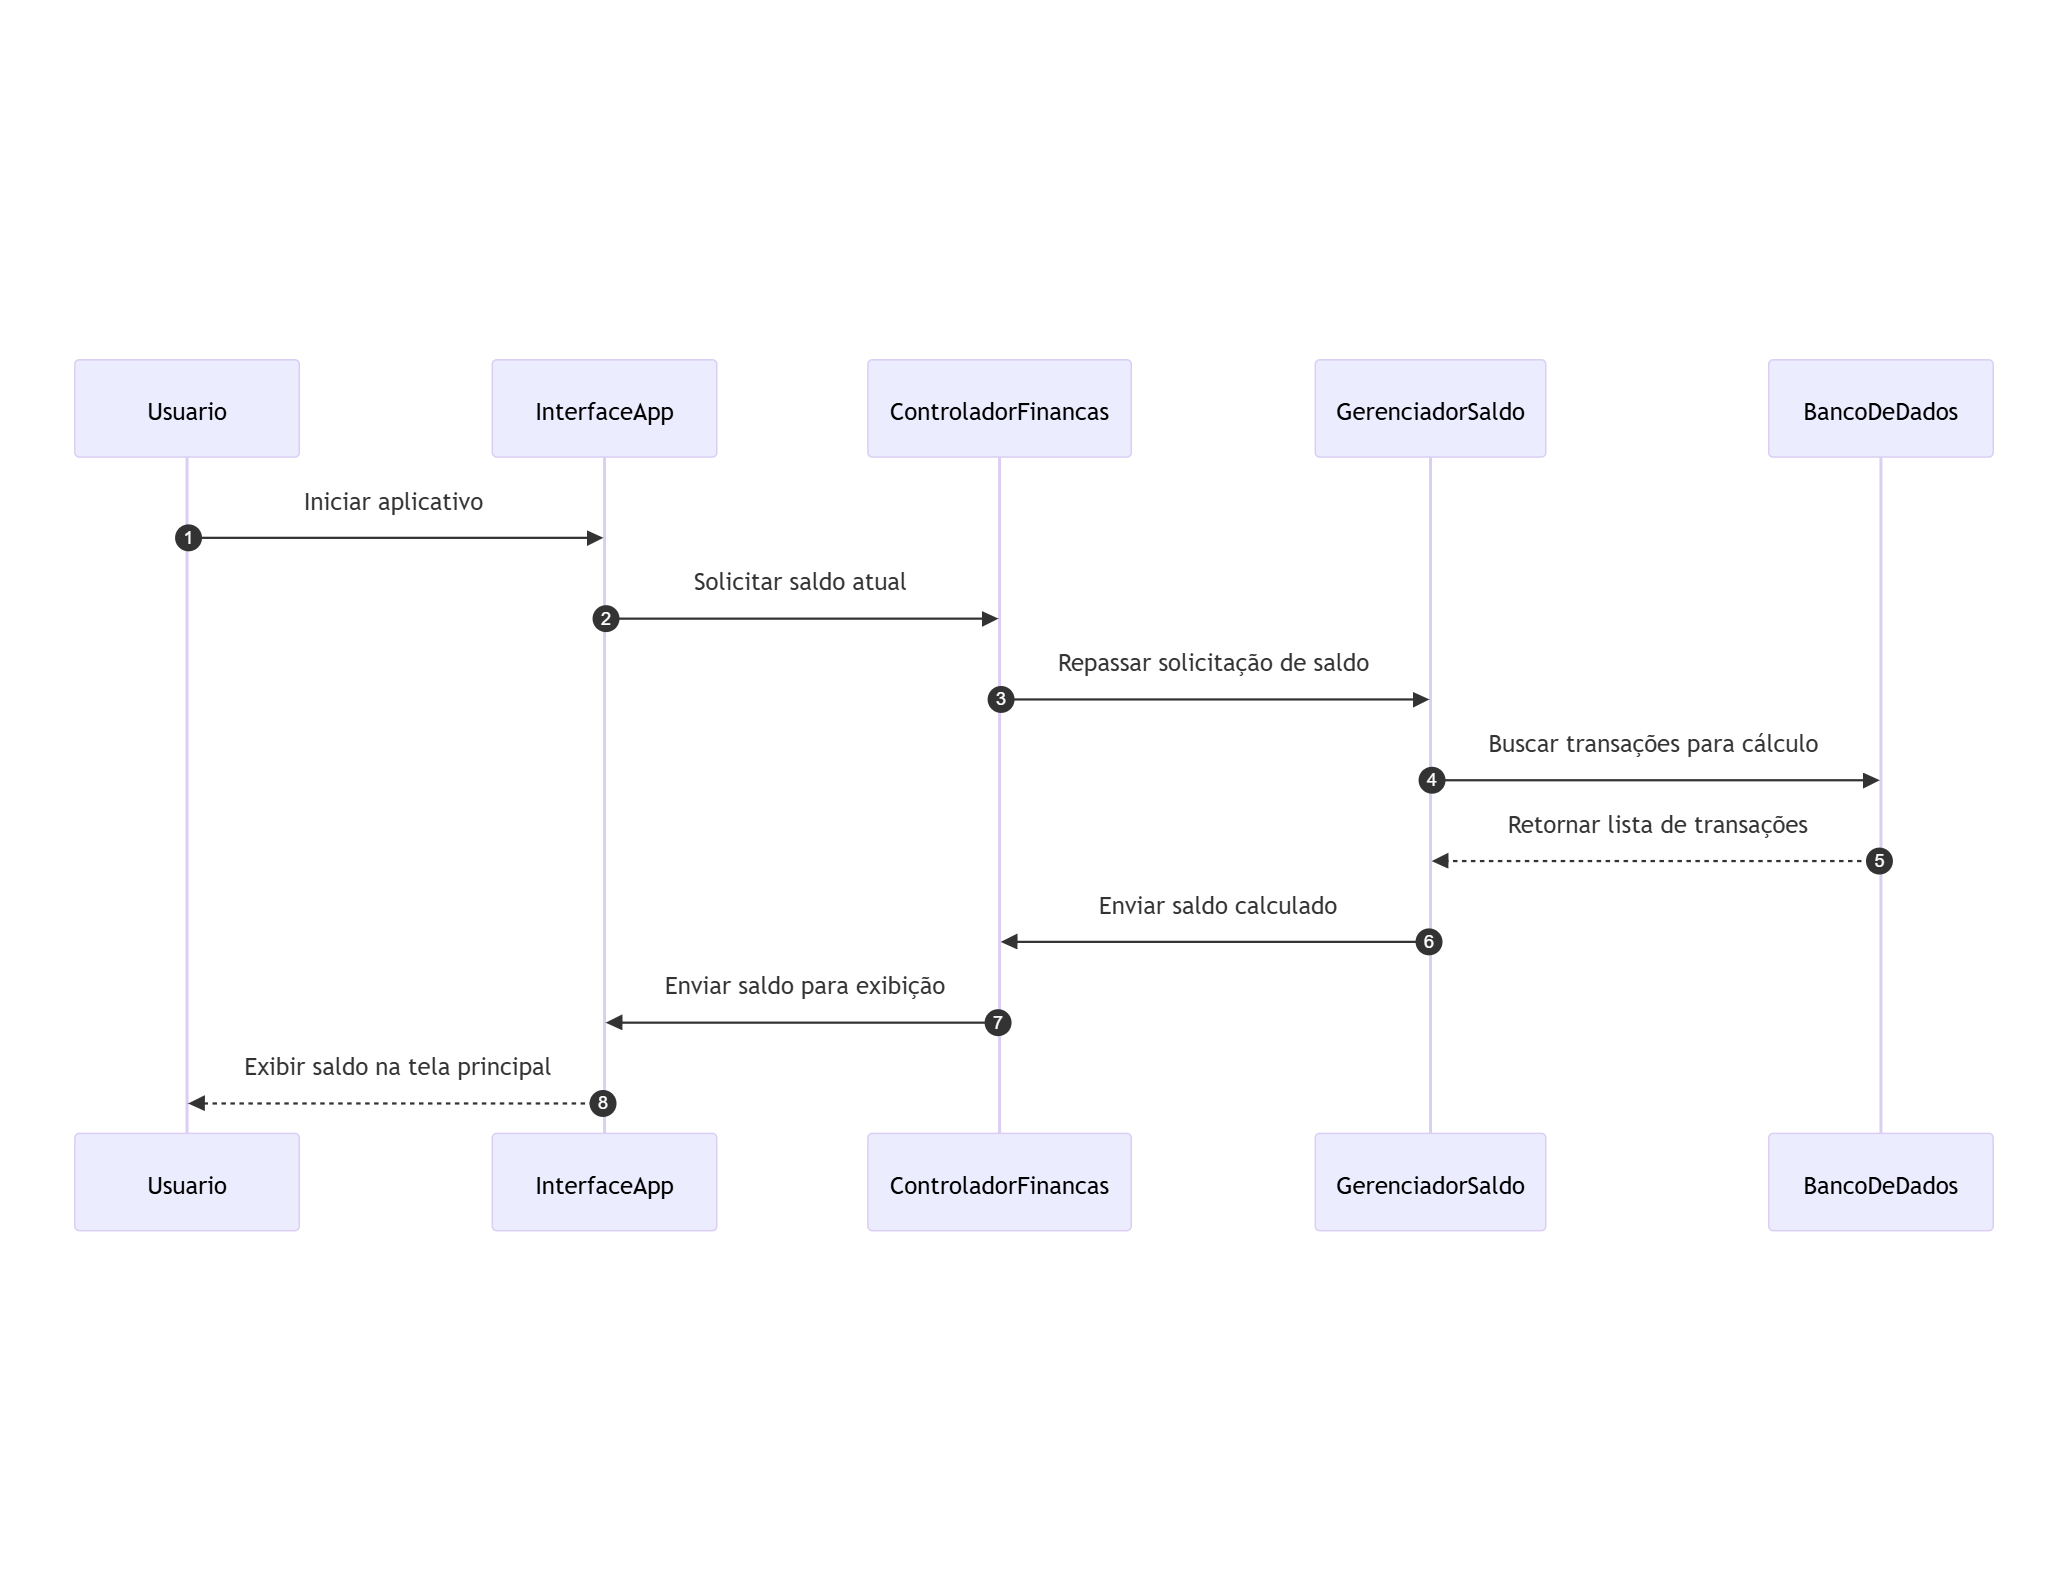 Usuario
InterfaceApp
ControladorFinancas
GerenciadorSaldo
BancoDeDados
Iniciar aplicativo
1
Solicitar saldo atual
2
Repassar solicitação de saldo
3
Buscar transações para cálculo
4
Retornar lista de transações
5
Enviar saldo calculado
6
Enviar saldo para exibição
7
Exibir saldo na tela principal
8
Usuario
InterfaceApp
ControladorFinancas
GerenciadorSaldo
BancoDeDados